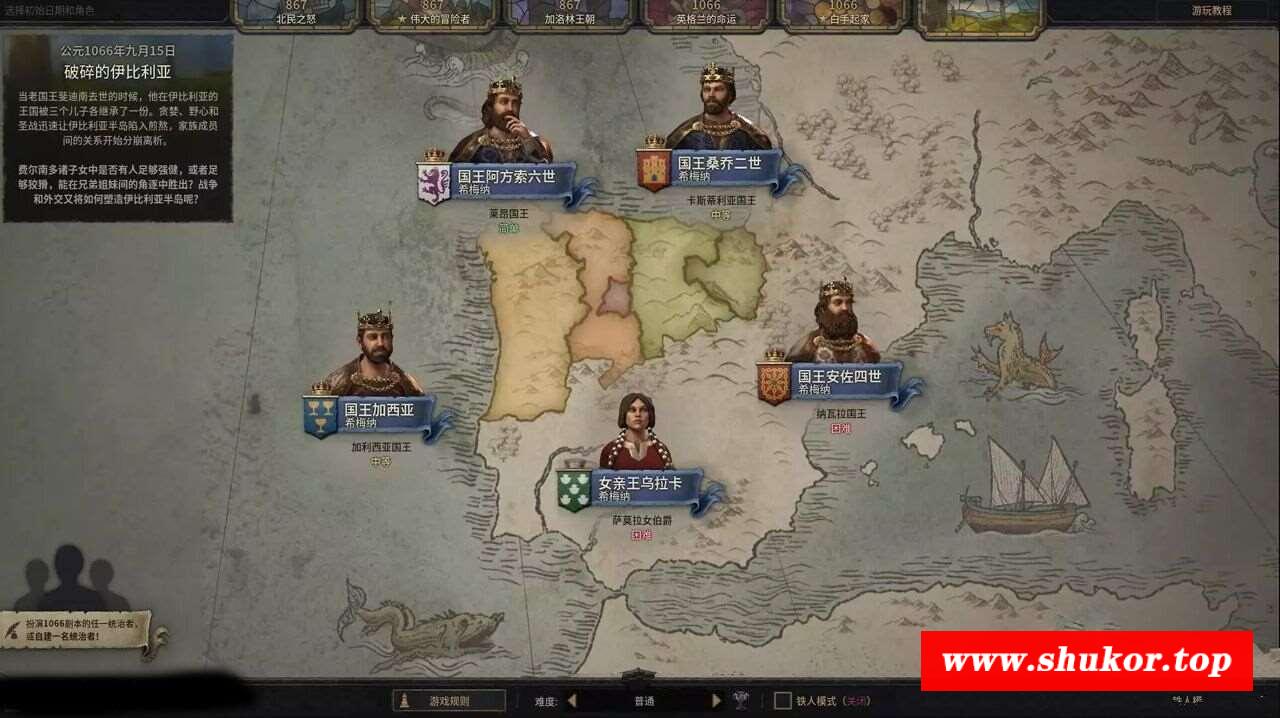 选择初始日期和角色
867
北民之怒
867
★ 伟大的冒险者
867
加洛林王朝
1066
英格兰的命运
1066
★ 白手起家
游玩教程
公元1066年九月15日
破碎的伊比利亚
当老国王斐迪南去世的时候，他在伊比利亚的
王国被三个儿子各继承了一份。贪婪、野心和
圣战迅速让伊比利亚半岛陷入煎熬，家族成员
间的关系开始分崩离析。
费尔南多诸子女中是否有人足够强健，或者足
够狡猾，能在兄弟姐妹间的角逐中胜出？战争
和外交又将如何塑造伊比利亚半岛呢？
国王阿方索六世
希梅纳
莱昂国王
简单
国王桑乔二世
希梅纳
卡斯蒂利亚国王
中等
国王加西亚
希梅纳
加利西亚国王
中等
国王安佐四世
希梅纳
纳瓦拉国王
困难
女亲王乌拉卡
希梅纳
萨莫拉女伯爵
困难
扮演1066剧本的任一统治者，
或自建一名统治者！
www.shukor.top
游戏规则
难度:
普通
铁人模式（关闭）